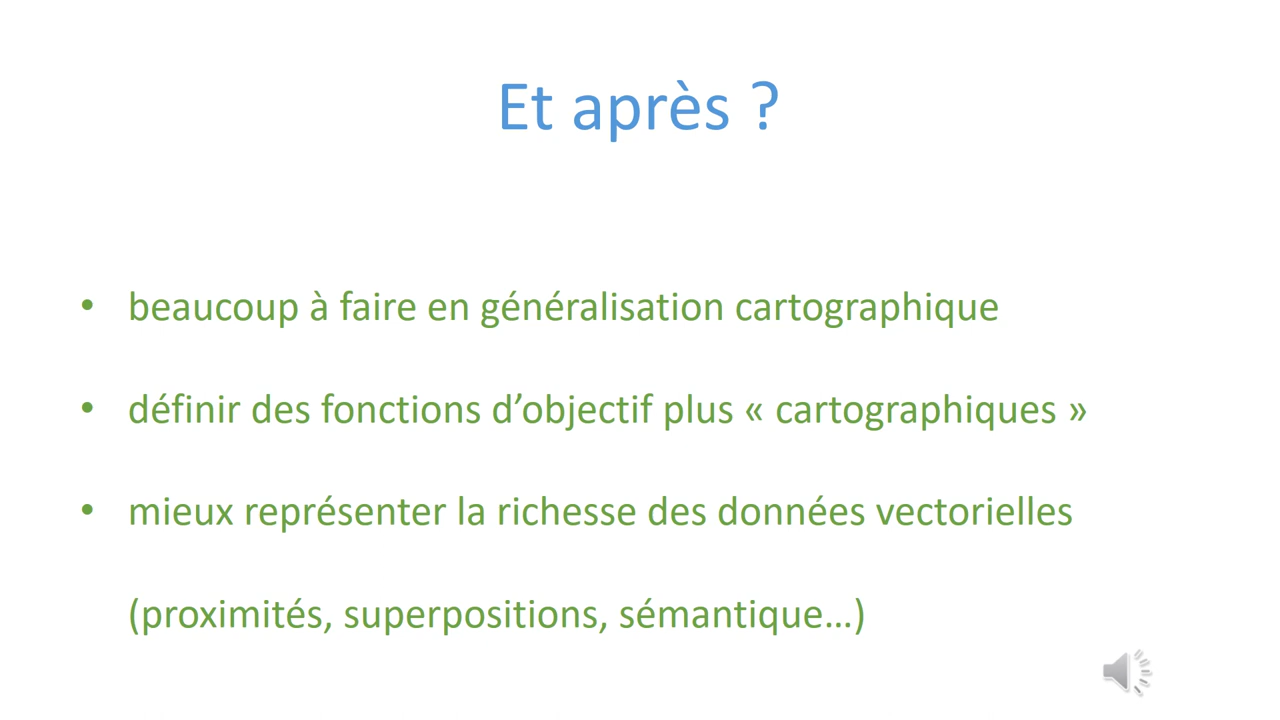 Et après ?
• beaucoup à faire en généralisation cartographique
• définir des fonctions d’objectif plus « cartographiques »
• mieux représenter la richesse des données vectorielles
(proximités, superpositions, sémantique…)